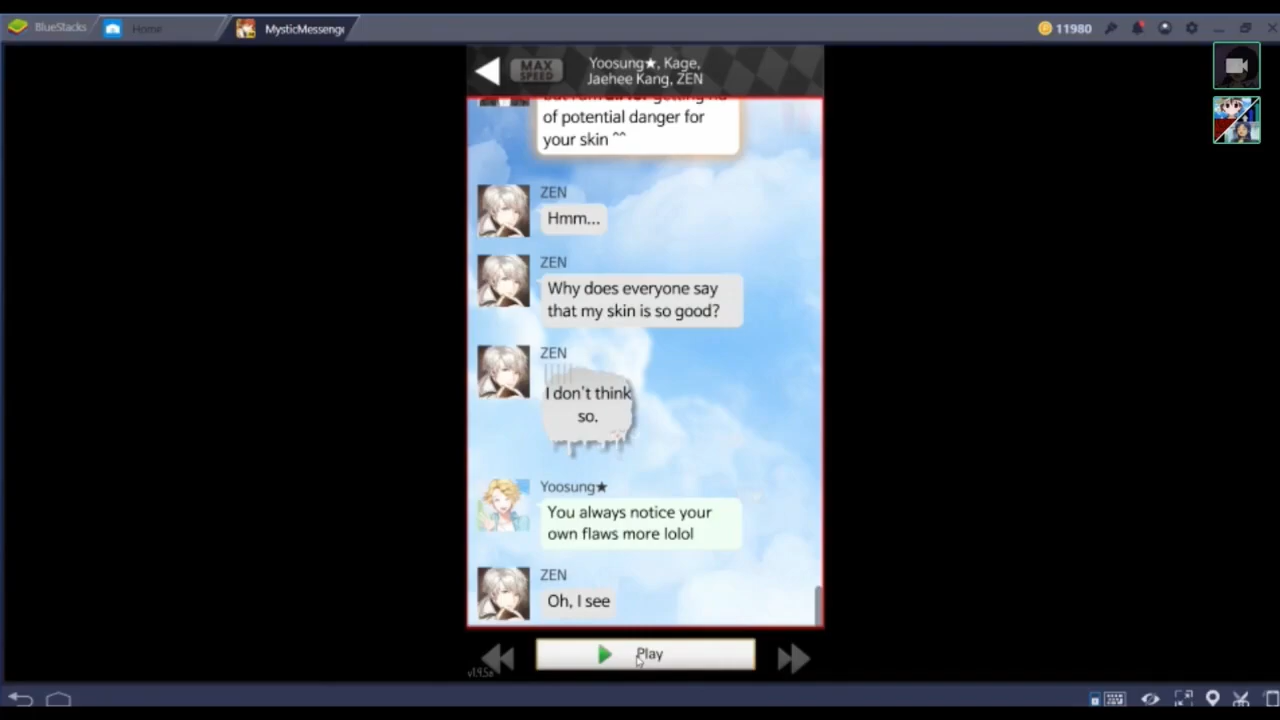 BlueStacks
Home
MysticMesseng
11980
MAX
SPEED
Yoosung★, Kage,
Jaehee Kang, ZEN
of potential danger for
your skin ^^
ZEN
Hmm...
ZEN
Why does everyone say
that my skin is so good?
ZEN
I don't think
so.
Yoosung★
You always notice your
own flaws more lolol
ZEN
Oh, I see
Play